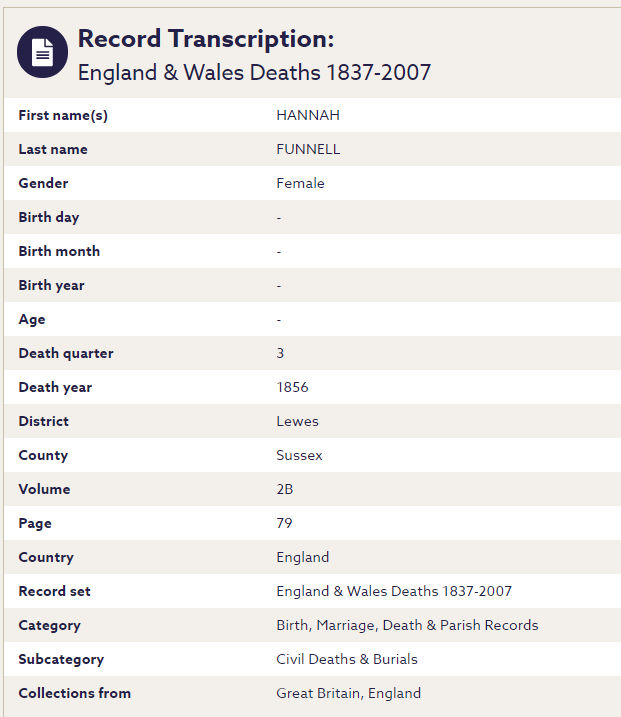 Record Transcription:
England & Wales Deaths 1837-2007
First name(s) HANNAH
Last name FUNNELL
Gender Female
Birth day -
Birth month -
Birth year -
Age -
Death quarter 3
Death year 1856
District Lewes
County Sussex
Volume 2B
Page 79
Country England
Record set England & Wales Deaths 1837-2007
Category Birth, Marriage, Death & Parish Records
Subcategory Civil Deaths & Burials
Collections from Great Britain, England